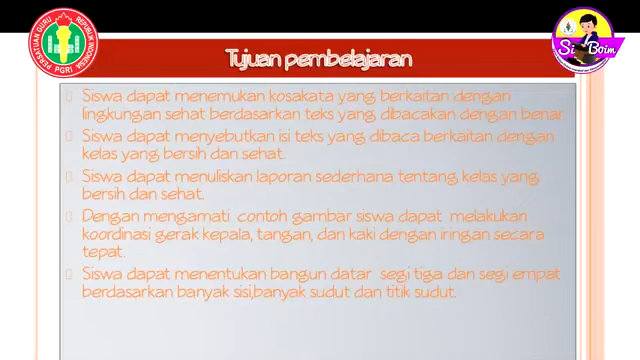 PERSATUAN GURU REPUBLIK INDONESIA
PGRI
Si Boim
Tujuan pembelajaran
Siswa dapat menemukan kosakata yang berkaitan dengan
lingkungan sehat berdasarkan teks yang dibacakan dengan benar.
Siswa dapat menyebutkan isi teks yang dibaca berkaitan dengan
kelas yang bersih dan sehat.
Siswa dapat menuliskan laporan sederhana tentang kelas yang
bersih dan sehat.
Dengan mengamati contoh gambar siswa dapat melakukan
koordinasi gerak kepala, tangan, dan kaki dengan iringan secara
tepat.
Siswa dapat menentukan bangun datar segi tiga dan segi empat
berdasarkan banyak sisi,banyak sudut dan titik sudut.